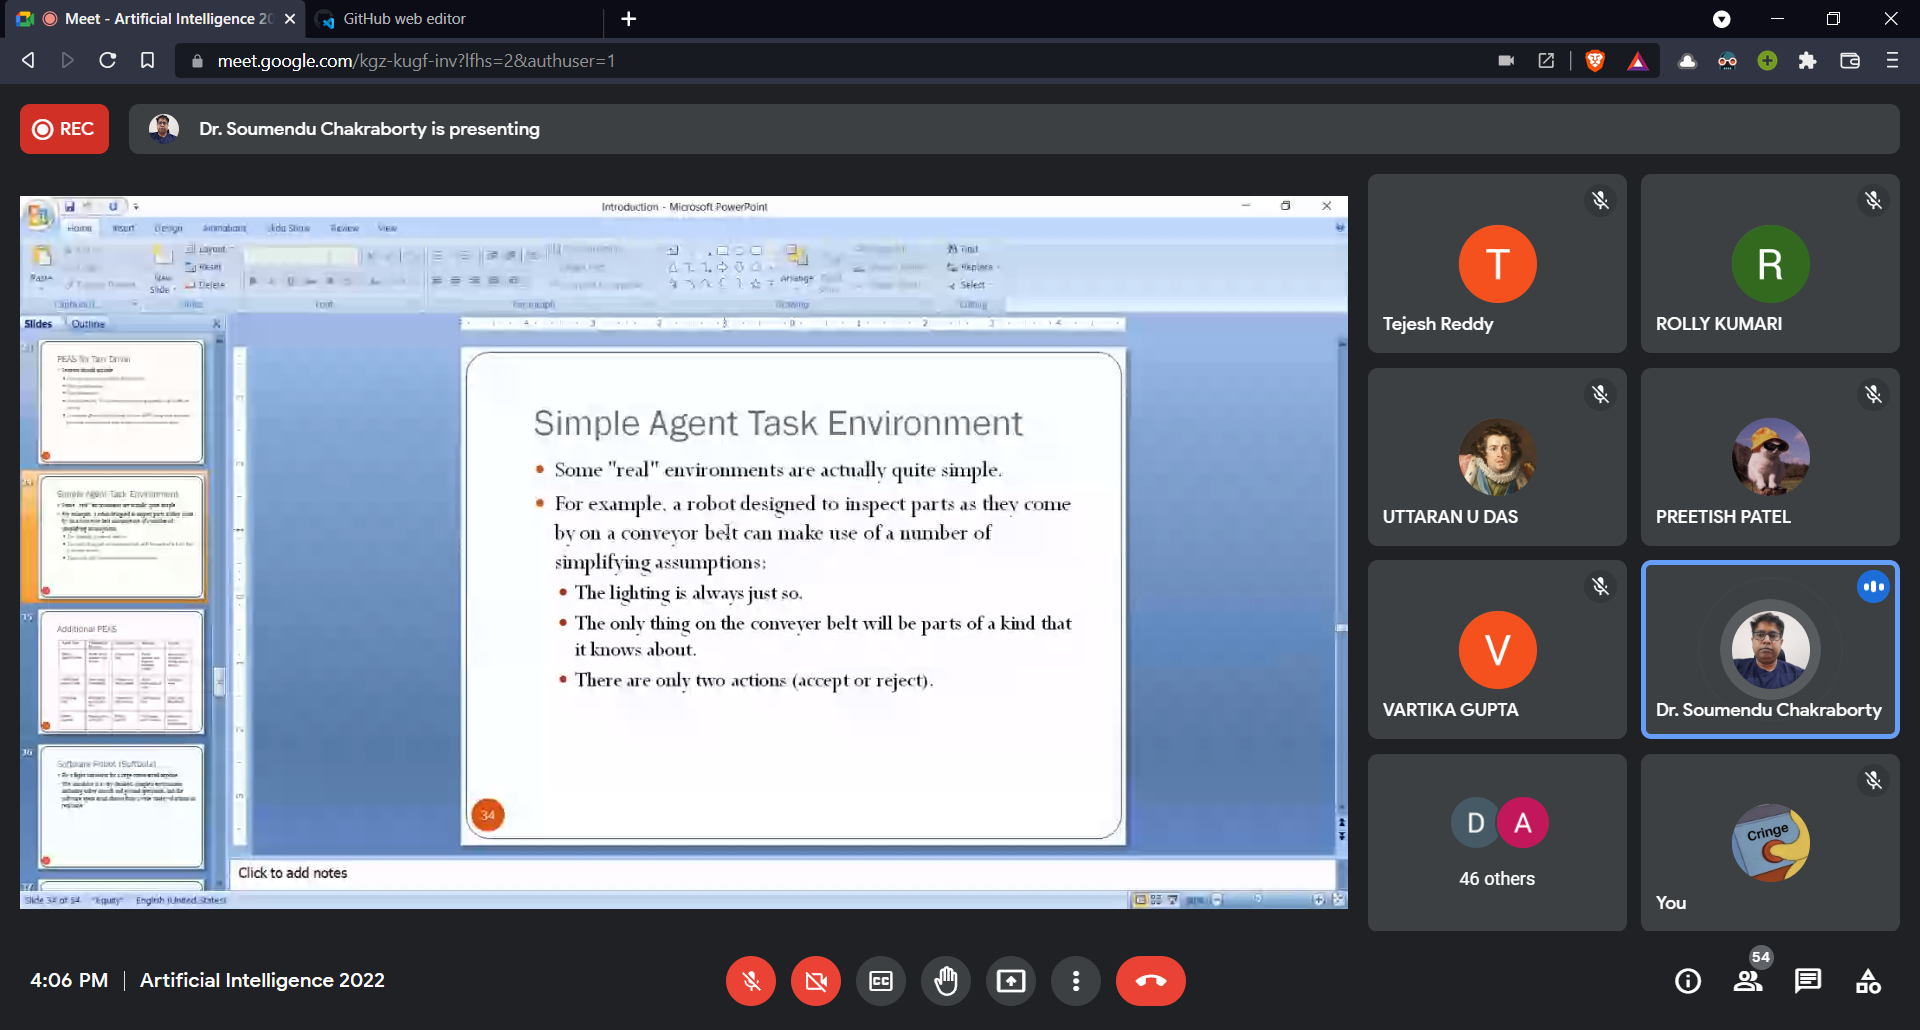 Meet - Artificial Intelligence 20
GitHub web editor
meet.google.com/kgz-kugf-inv?lfhs=2&authuser=1
REC
Dr. Soumendu Chakraborty is presenting
Introduction - Microsoft PowerPoint
Home Insert Design Animations Slide Show Review View
Layout
Reset
Delete
Paste
New
Slide
Arrange
Find
Replace
Select
Font
Paragraph
Drawing
Editing
Slides Outline
PEAS for Taxi Driver
Simple Agent Task Environment
Additional PEAS
35
36
Software Robot (Softbots)
Simple Agent Task Environment
Some "real" environments are actually quite simple.
For example, a robot designed to inspect parts as they come
by on a conveyor belt can make use of a number of
simplifying assumptions:
The lighting is always just so.
The only thing on the conveyer belt will be parts of a kind that
it knows about.
There are only two actions (accept or reject).
34
Click to add notes
Slide 34 of 54 "Equity" English (United States)
T
Tejesh Reddy
R
ROLLY KUMARI
UTTARAN U DAS
PREETISH PATEL
V
VARTIKA GUPTA
Dr. Soumendu Chakraborty
D A
46 others
Cringe
You
4:06 PM | Artificial Intelligence 2022
CC
54